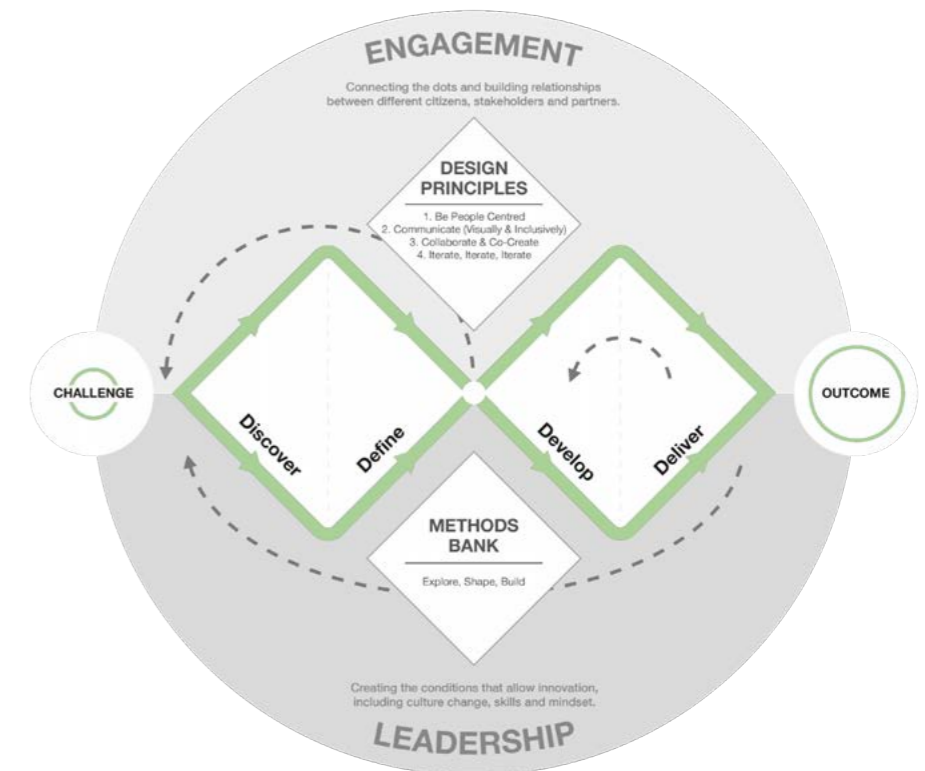 ENGAGEMENT
Connecting the dots and building relationships
between different citizens, stakeholders and partners.
DESIGN
PRINCIPLES
1. Be People Centred
2. Communicate (Visually & Inclusively)
3. Collaborate & Co-Create
4. Iterate, Iterate, Iterate
CHALLENGE
OUTCOME
Discover
Define
Develop
Deliver
METHODS
BANK
Explore, Shape, Build
Creating the conditions that allow innovation,
including culture change, skills and mindset.
LEADERSHIP